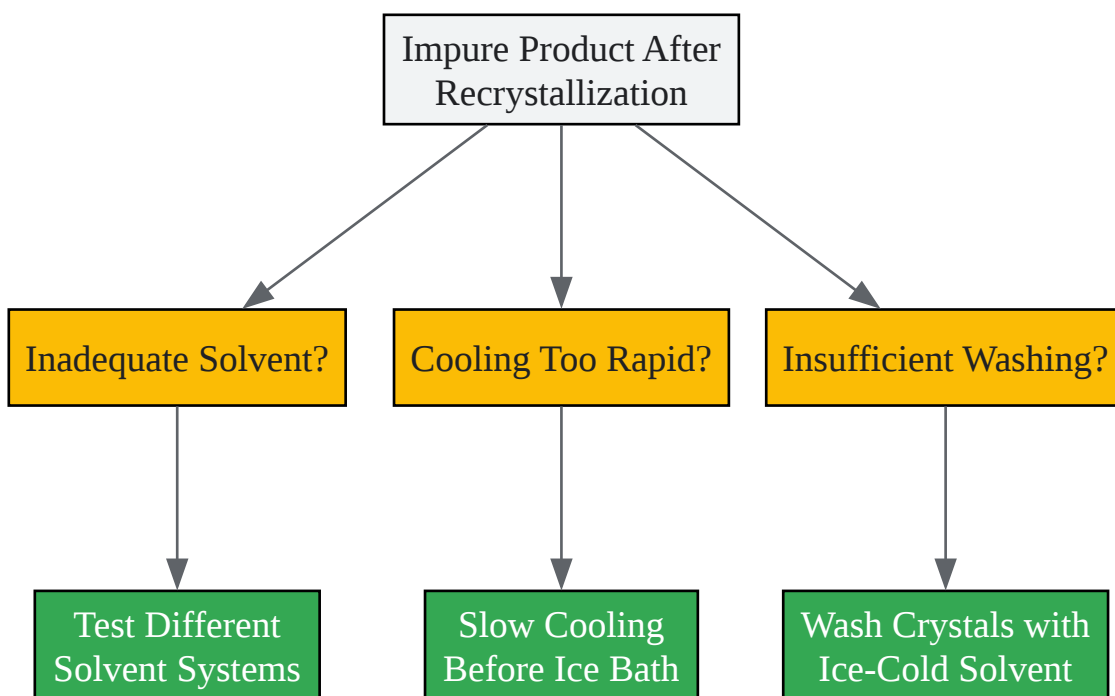 Impure Product After
Recrystallization
Inadequate Solvent?
Cooling Too Rapid?
Insufficient Washing?
Test Different
Solvent Systems
Slow Cooling
Before Ice Bath
Wash Crystals with
Ice-Cold Solvent